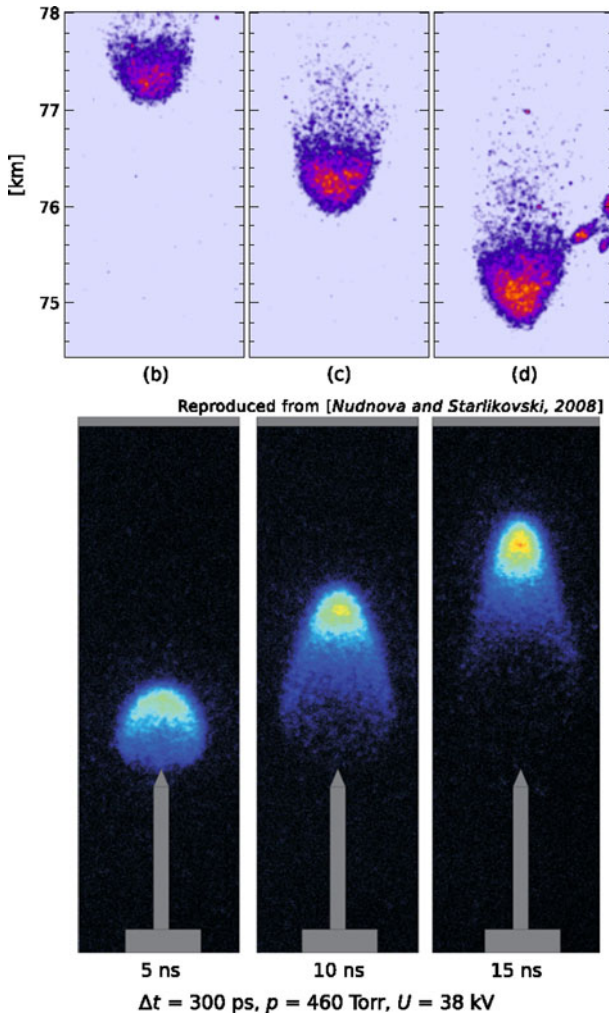 78
77
[km]
76
75
(b) (c) (d)
Reproduced from [Nudnova and Starlikovski, 2008]
5 ns 10 ns 15 ns
Δt = 300 ps, p = 460 Torr, U = 38 kV